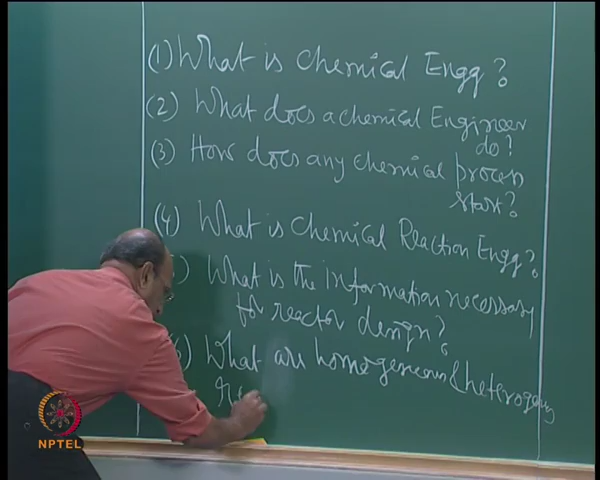 (1) What is chemical Engg?
(2) What does a chemical Engineer
do?
(3) How does any chemical process
start?
(4) What is Chemical Reaction Engg?
) What is the information necessary
for reactor design?
6) What are homogeneous & heterogeneous
NPTEL